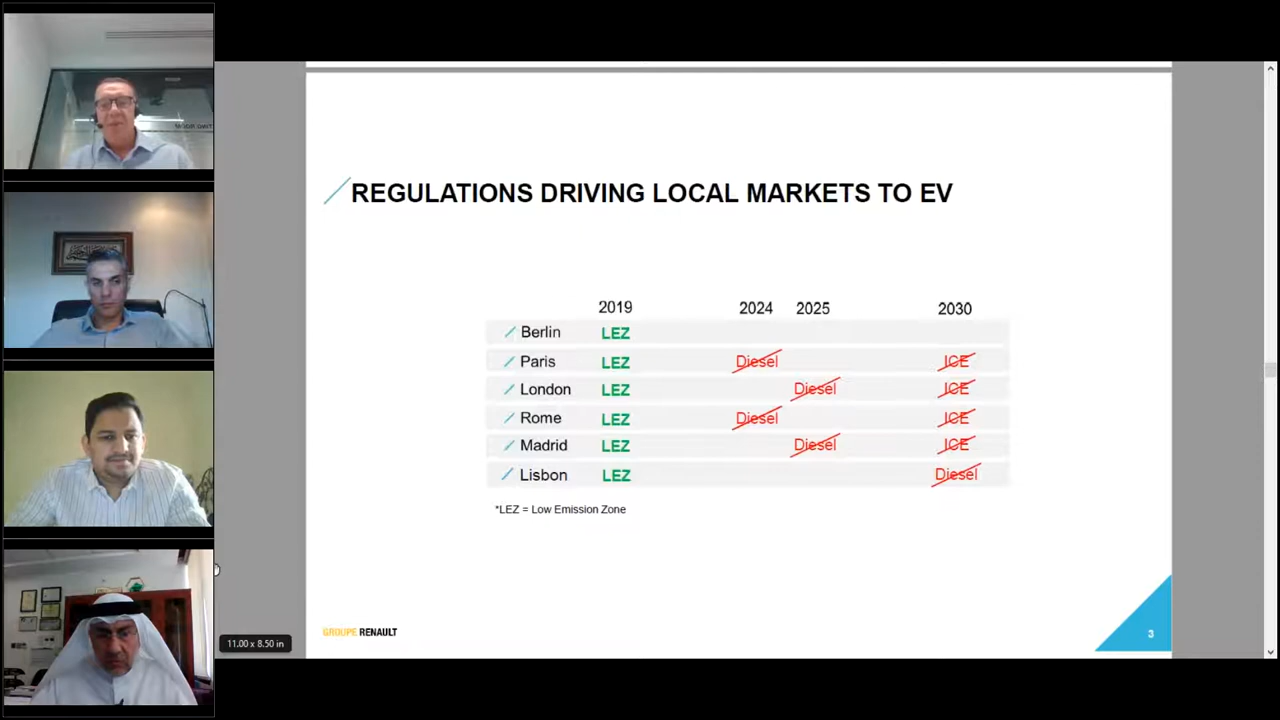 REGULATIONS DRIVING LOCAL MARKETS TO EV
2019 2024 2025 2030
Berlin LEZ
Paris LEZ Diesel ICE
London LEZ Diesel ICE
Rome LEZ Diesel ICE
Madrid LEZ Diesel ICE
Lisbon LEZ Diesel
*LEZ = Low Emission Zone
GROUPE RENAULT
3
11.00 x 8.50 in